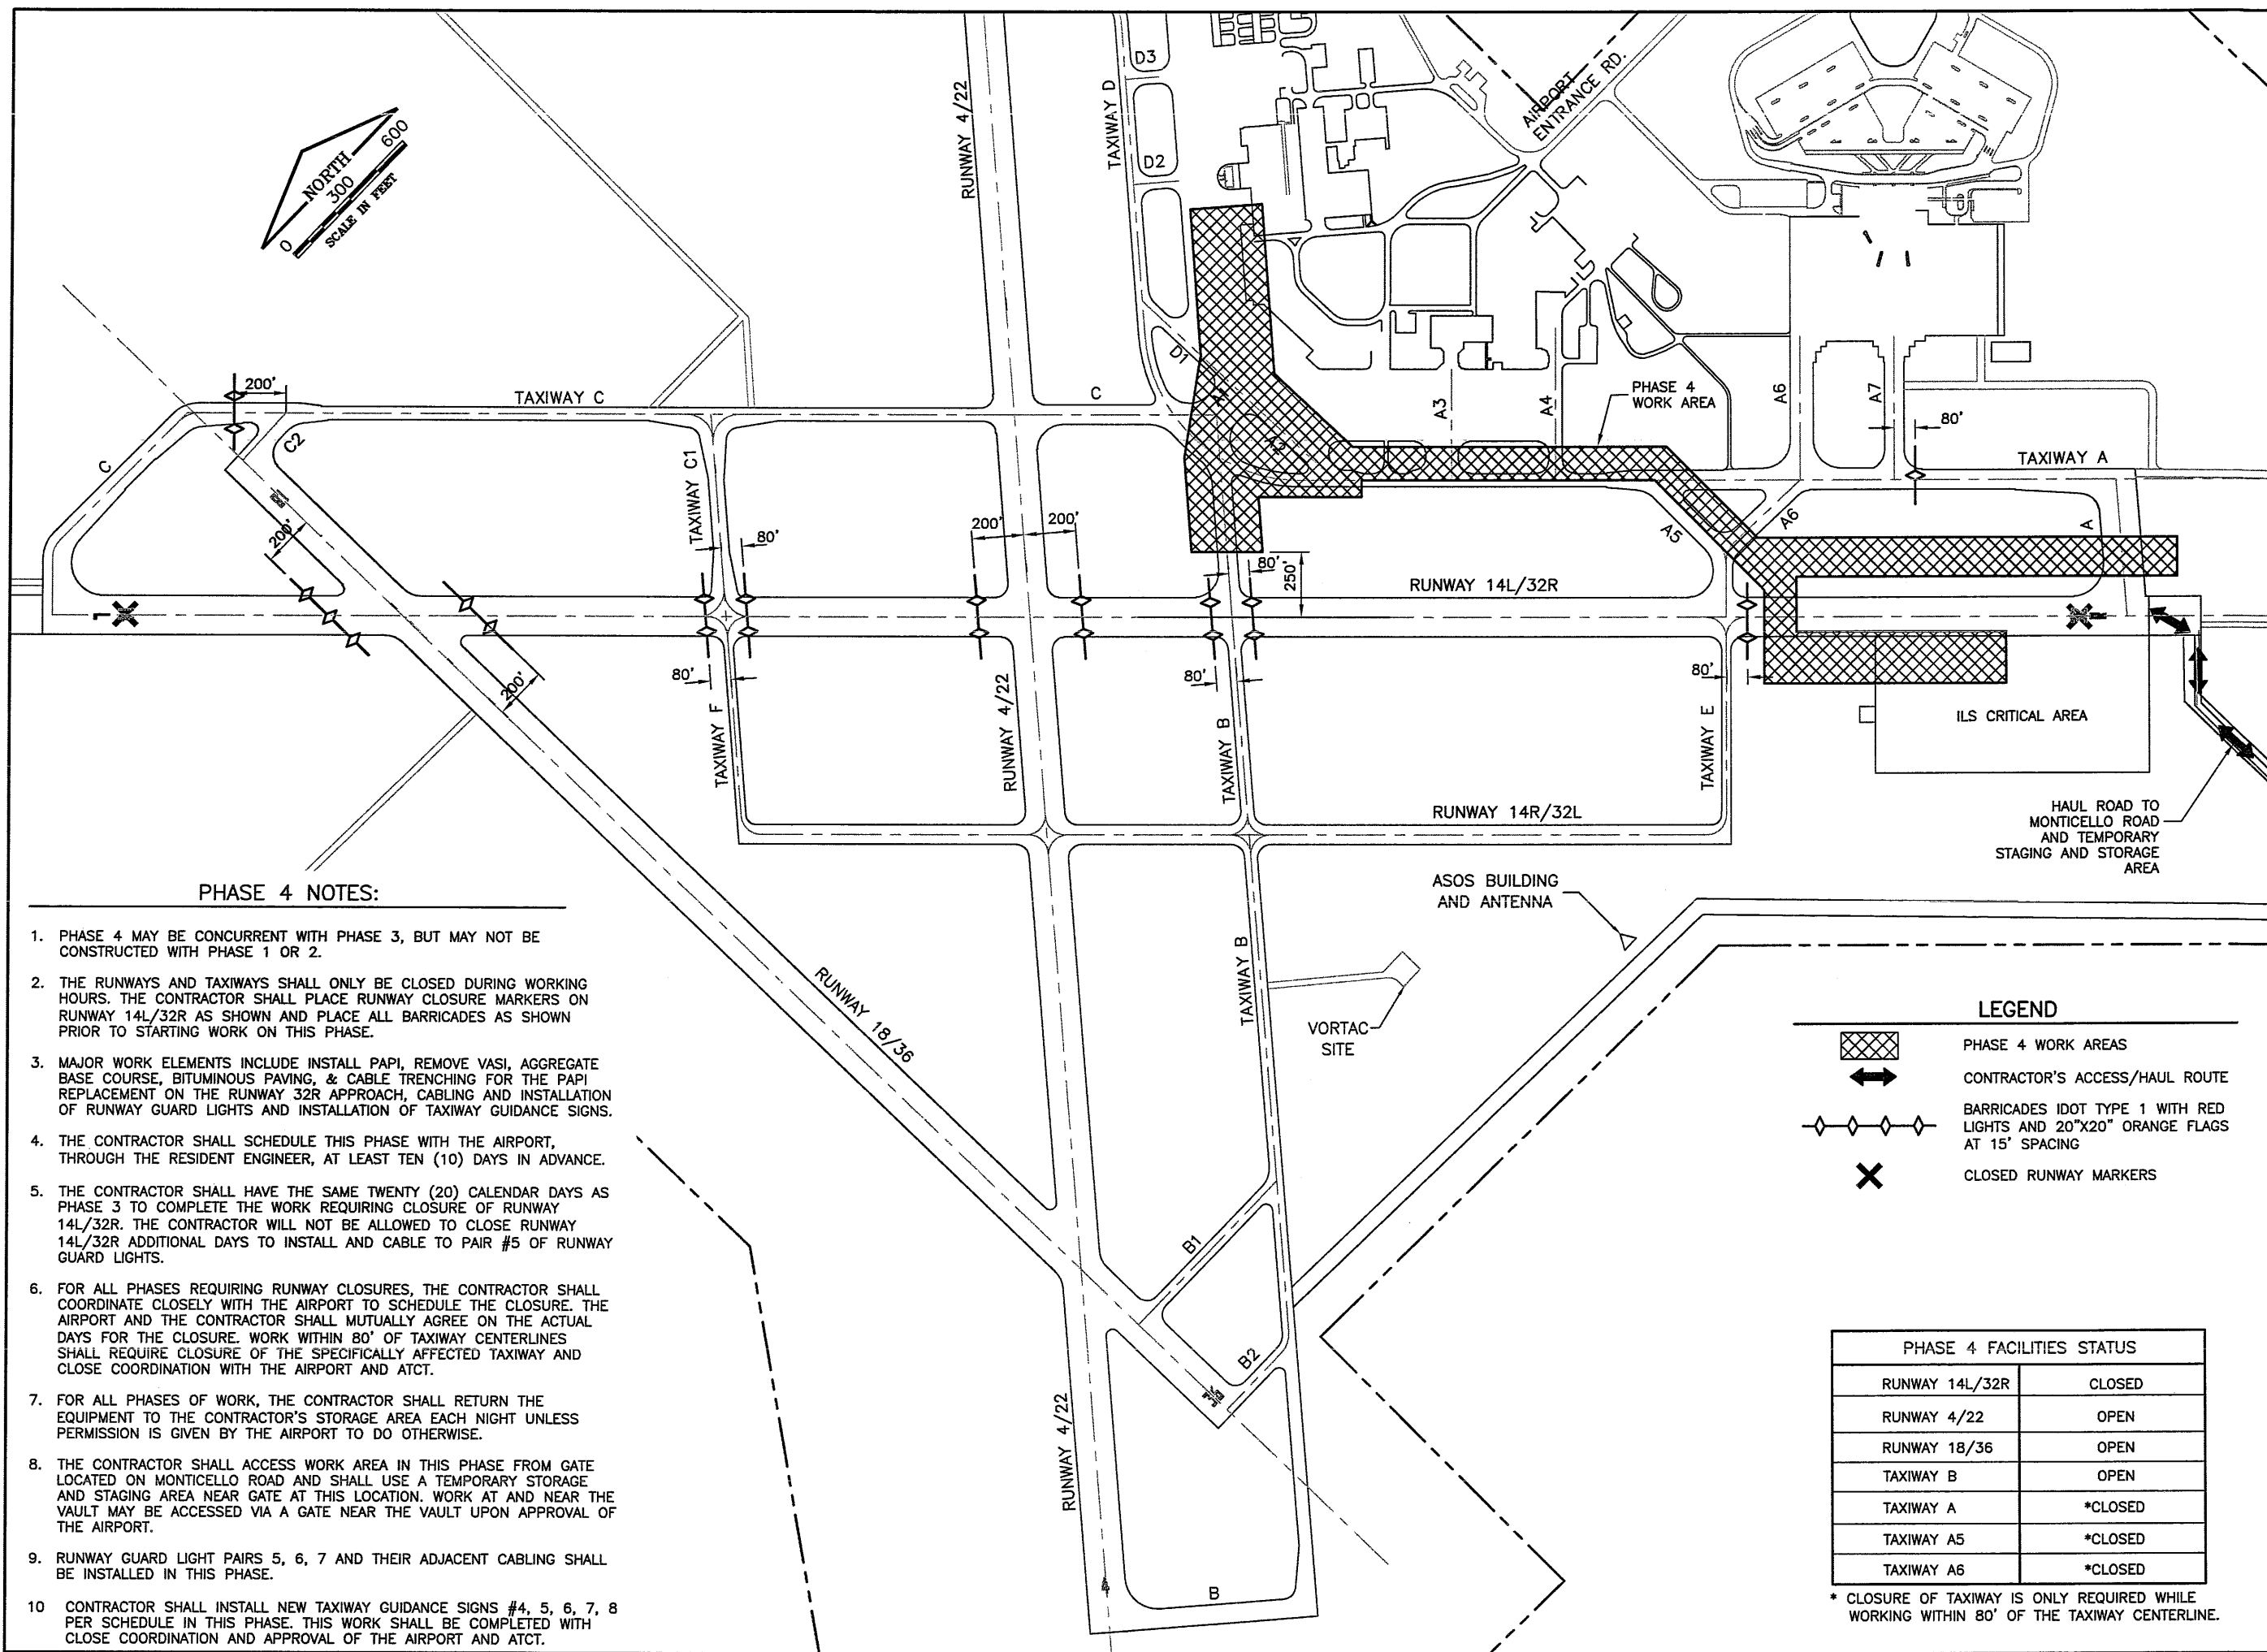 D3
D2
TAXIWAY D
RUNWAY 4/22
AIRPORT
ENTRANCE RD.
NORTH
0 300 600
SCALE IN FEET
D1
A1
A2
A3
A4
PHASE 4
WORK AREA
A6
A7
80'
TAXIWAY A
200'
TAXIWAY C
C
C
C2
TAXIWAY C1
200'
80'
200'
200'
80'
250'
RUNWAY 14L/32R
A5
A6
A
80'
80'
80'
200'
TAXIWAY F
RUNWAY 4/22
TAXIWAY B
TAXIWAY E
ILS CRITICAL AREA
RUNWAY 14R/32L
HAUL ROAD TO
MONTICELLO ROAD
AND TEMPORARY
STAGING AND STORAGE
AREA
ASOS BUILDING
AND ANTENNA
TAXIWAY B
VORTAC
SITE
RUNWAY 18/36
B1
B2
36
RUNWAY 4/22
B
PHASE 4 NOTES:
1. PHASE 4 MAY BE CONCURRENT WITH PHASE 3, BUT MAY NOT BE
CONSTRUCTED WITH PHASE 1 OR 2.
2. THE RUNWAYS AND TAXIWAYS SHALL ONLY BE CLOSED DURING WORKING
HOURS. THE CONTRACTOR SHALL PLACE RUNWAY CLOSURE MARKERS ON
RUNWAY 14L/32R AS SHOWN AND PLACE ALL BARRICADES AS SHOWN
PRIOR TO STARTING WORK ON THIS PHASE.
3. MAJOR WORK ELEMENTS INCLUDE INSTALL PAPI, REMOVE VASI, AGGREGATE
BASE COURSE, BITUMINOUS PAVING, & CABLE TRENCHING FOR THE PAPI
REPLACEMENT ON THE RUNWAY 32R APPROACH, CABLING AND INSTALLATION
OF RUNWAY GUARD LIGHTS AND INSTALLATION OF TAXIWAY GUIDANCE SIGNS.
4. THE CONTRACTOR SHALL SCHEDULE THIS PHASE WITH THE AIRPORT,
THROUGH THE RESIDENT ENGINEER, AT LEAST TEN (10) DAYS IN ADVANCE.
5. THE CONTRACTOR SHALL HAVE THE SAME TWENTY (20) CALENDAR DAYS AS
PHASE 3 TO COMPLETE THE WORK REQUIRING CLOSURE OF RUNWAY
14L/32R. THE CONTRACTOR WILL NOT BE ALLOWED TO CLOSE RUNWAY
14L/32R ADDITIONAL DAYS TO INSTALL AND CABLE TO PAIR #5 OF RUNWAY
GUARD LIGHTS.
6. FOR ALL PHASES REQUIRING RUNWAY CLOSURES, THE CONTRACTOR SHALL
COORDINATE CLOSELY WITH THE AIRPORT TO SCHEDULE THE CLOSURE. THE
AIRPORT AND THE CONTRACTOR SHALL MUTUALLY AGREE ON THE ACTUAL
DAYS FOR THE CLOSURE. WORK WITHIN 80' OF TAXIWAY CENTERLINES
SHALL REQUIRE CLOSURE OF THE SPECIFICALLY AFFECTED TAXIWAY AND
CLOSE COORDINATION WITH THE AIRPORT AND ATCT.
7. FOR ALL PHASES OF WORK, THE CONTRACTOR SHALL RETURN THE
EQUIPMENT TO THE CONTRACTOR'S STORAGE AREA EACH NIGHT UNLESS
PERMISSION IS GIVEN BY THE AIRPORT TO DO OTHERWISE.
8. THE CONTRACTOR SHALL ACCESS WORK AREA IN THIS PHASE FROM GATE
LOCATED ON MONTICELLO ROAD AND SHALL USE A TEMPORARY STORAGE
AND STAGING AREA NEAR GATE AT THIS LOCATION. WORK AT AND NEAR THE
VAULT MAY BE ACCESSED VIA A GATE NEAR THE VAULT UPON APPROVAL OF
THE AIRPORT.
9. RUNWAY GUARD LIGHT PAIRS 5, 6, 7 AND THEIR ADJACENT CABLING SHALL
BE INSTALLED IN THIS PHASE.
10 CONTRACTOR SHALL INSTALL NEW TAXIWAY GUIDANCE SIGNS #4, 5, 6, 7, 8
PER SCHEDULE IN THIS PHASE. THIS WORK SHALL BE COMPLETED WITH
CLOSE COORDINATION AND APPROVAL OF THE AIRPORT AND ATCT.
LEGEND
PHASE 4 WORK AREAS
CONTRACTOR'S ACCESS/HAUL ROUTE
BARRICADES IDOT TYPE 1 WITH RED
LIGHTS AND 20"X20" ORANGE FLAGS
AT 15' SPACING
CLOSED RUNWAY MARKERS
PHASE 4 FACILITIES STATUS
RUNWAY 14L/32R CLOSED
RUNWAY 4/22 OPEN
RUNWAY 18/36 OPEN
TAXIWAY B OPEN
TAXIWAY A *CLOSED
TAXIWAY A5 *CLOSED
TAXIWAY A6 *CLOSED
* CLOSURE OF TAXIWAY IS ONLY REQUIRED WHILE
WORKING WITHIN 80' OF THE TAXIWAY CENTERLINE.